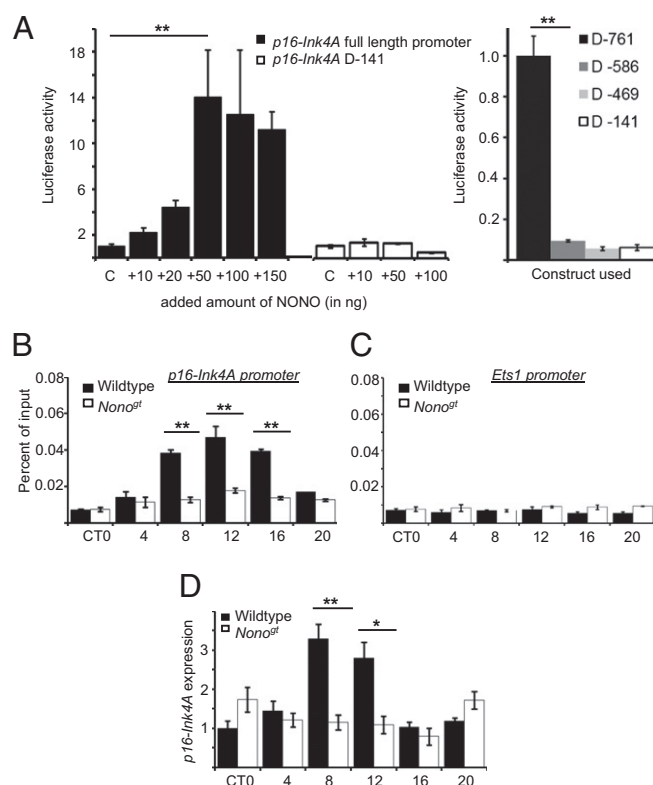 A
Luciferase activity
18
14
10
6
2
**
p16-Ink4A full length promoter
p16-Ink4A D-141
C +10 +20 +50 +100 +150 C +10 +50 +100
added amount of NONO (in ng)
Luciferase activity
1.0
0.8
0.6
0.4
0.2
**
D-761
D -586
D -469
D -141
Construct used
B
Percent of input
0.08
0.06
0.04
0.02
p16-Ink4A promoter
Wildtype
Nonogt
** ** **
CT0 4 8 12 16 20
C
0.08
0.06
0.04
0.02
Ets1 promoter
Wildtype
Nonogt
CT0 4 8 12 16 20
D
p16-Ink4A expression
3
2
1
Wildtype
Nonogt
** *
CT0 4 8 12 16 20